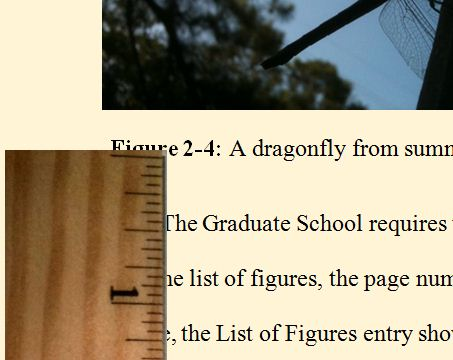 Figure 2-4: A dragonfly from summ
The Graduate School requires
he list of figures, the page num
1
e, the List of Figures entry sho